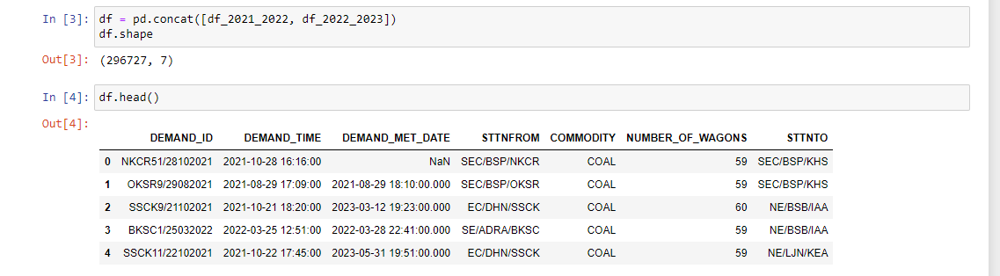 In [3]: df = pd.concat([df_2021_2022, df_2022_2023])
df.shape
Out[3]: (296727, 7)
In [4]: df.head()
Out[4]:
DEMAND_ID DEMAND_TIME DEMAND_MET_DATE STTNFROM COMMODITY NUMBER_OF_WAGONS STTNTO
0 NKCR51/28102021 2021-10-28 16:16:00 NaN SEC/BSP/NKCR COAL 59 SEC/BSP/KHS
1 OKSR9/29082021 2021-08-29 17:09:00 2021-08-29 18:10:00.000 SEC/BSP/OKSR COAL 59 SEC/BSP/KHS
2 SSCK9/21102021 2021-10-21 18:20:00 2023-03-12 19:23:00.000 EC/DHN/SSCK COAL 60 NE/BSB/IAA
3 BKSC1/25032022 2022-03-25 12:51:00 2022-03-28 22:41:00.000 SE/ADRA/BKSC COAL 59 NE/BSB/IAA
4 SSCK11/22102021 2021-10-22 17:45:00 2023-05-31 19:51:00.000 EC/DHN/SSCK COAL 59 NE/LJN/KEA